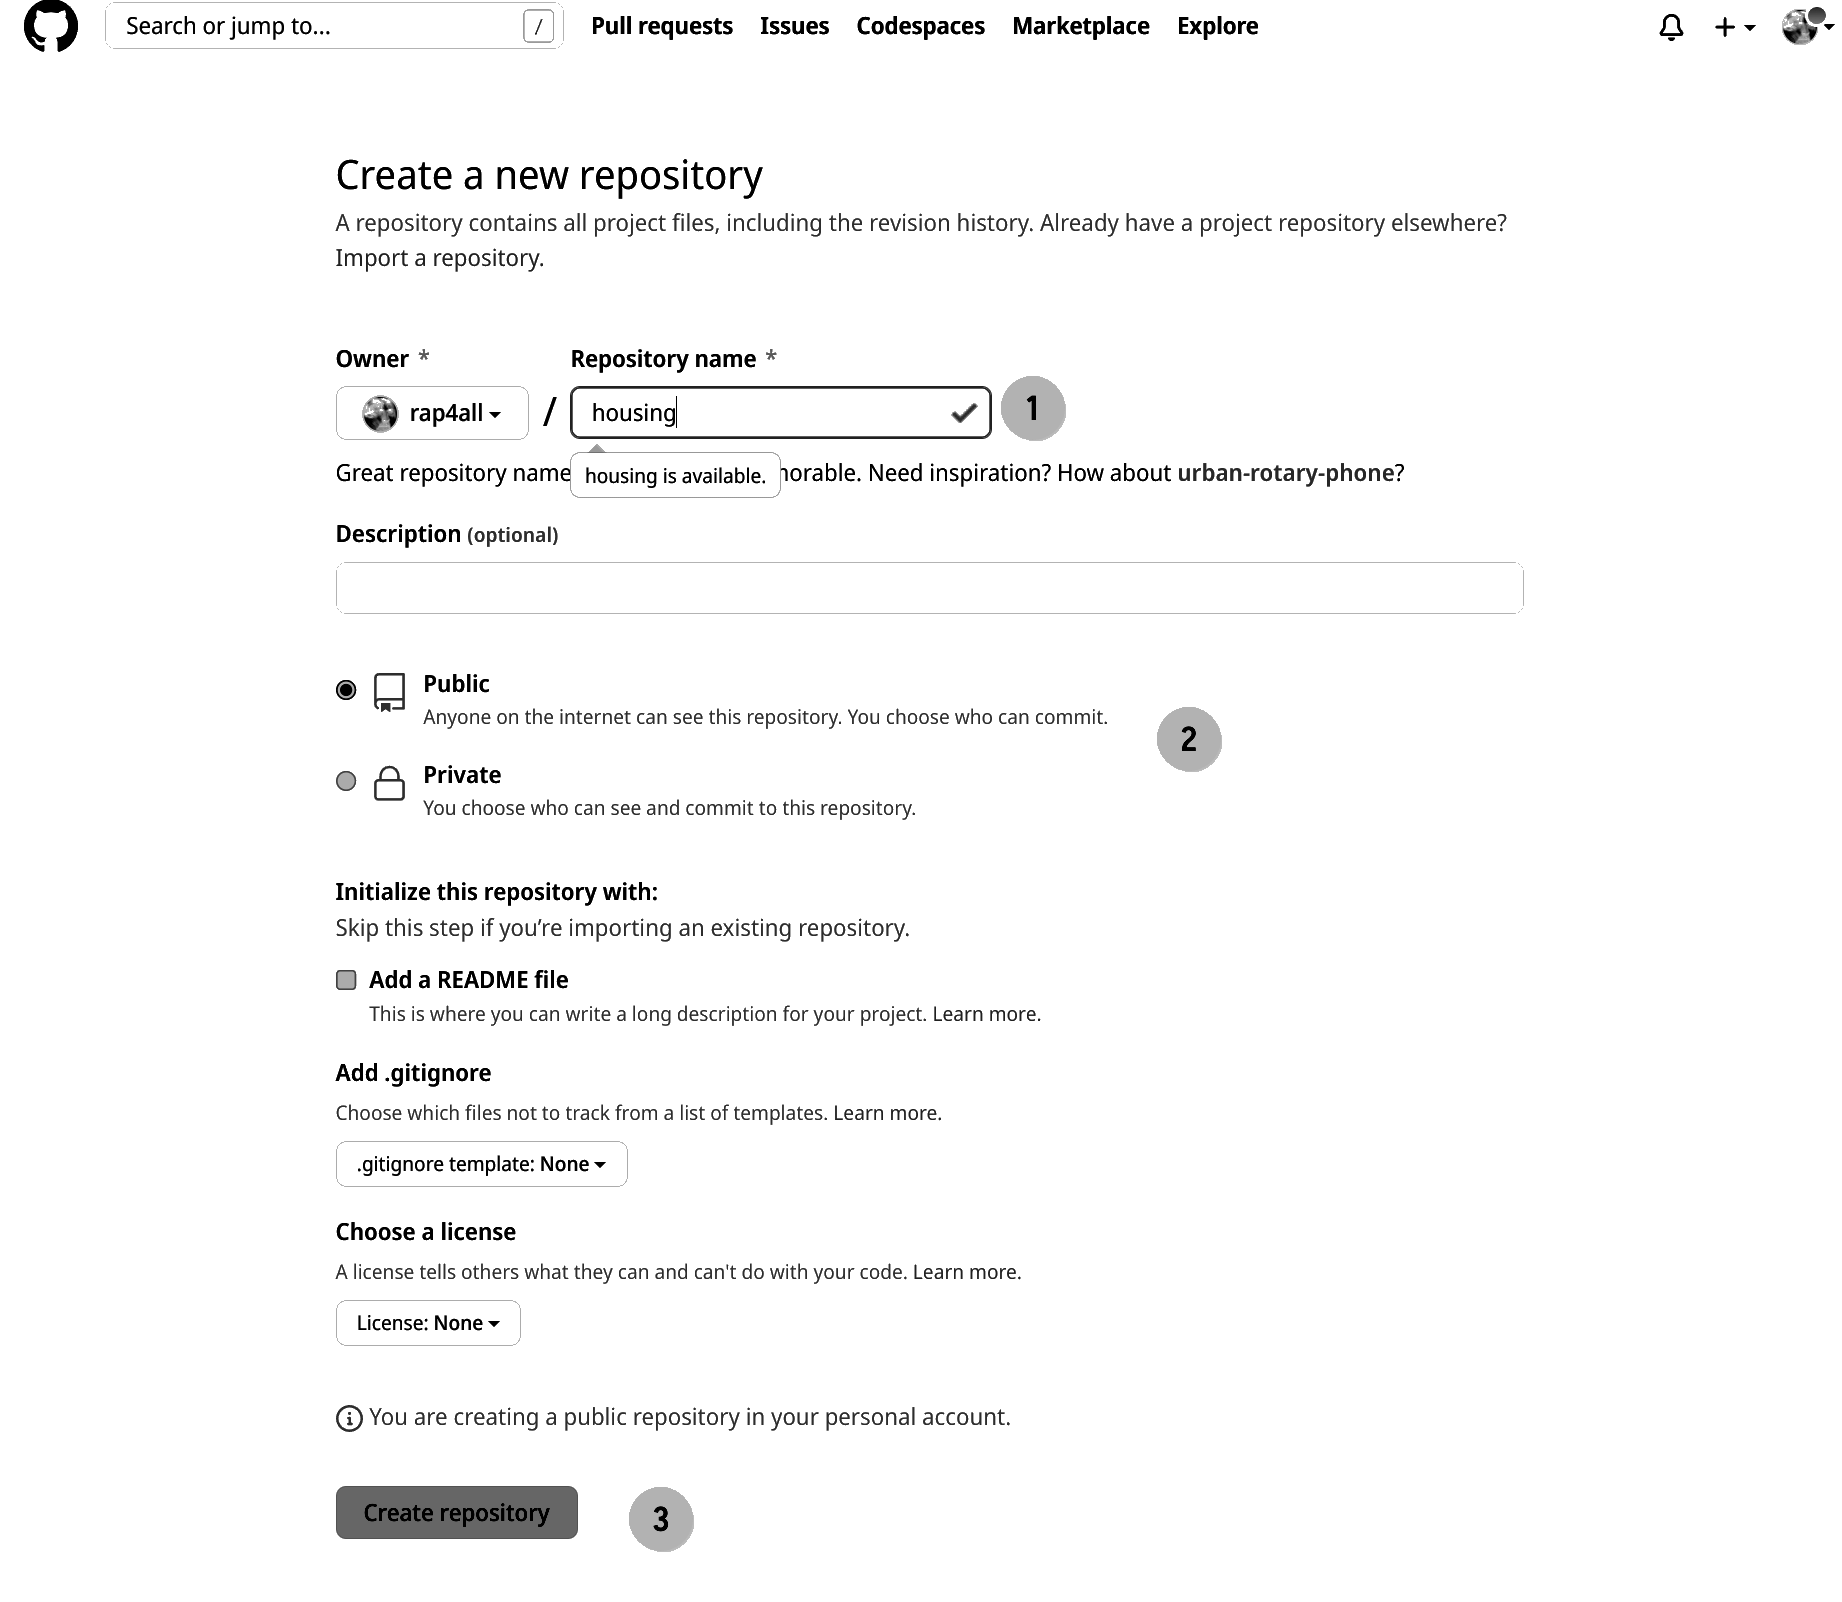 Search or jump to... / Pull requests Issues Codespaces Marketplace Explore
Create a new repository
A repository contains all project files, including the revision history. Already have a project repository elsewhere?
Import a repository.
Owner * Repository name *
rap4all / housing 1
Great repository name housing is available. Need inspiration? How about urban-rotary-phone?
Description (optional)
Public
Anyone on the internet can see this repository. You choose who can commit.
2
Private
You choose who can see and commit to this repository.
Initialize this repository with:
Skip this step if you’re importing an existing repository.
Add a README file
This is where you can write a long description for your project. Learn more.
Add .gitignore
Choose which files not to track from a list of templates. Learn more.
.gitignore template: None
Choose a license
A license tells others what they can and can't do with your code. Learn more.
License: None
You are creating a public repository in your personal account.
Create repository 3